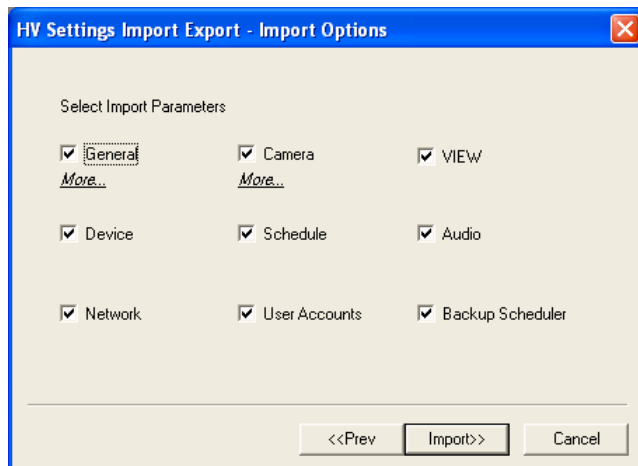 HV Settings Import Export - Import Options
Select Import Parameters
General
Camera
VIEW
More...
More...
Device
Schedule
Audio
Network
User Accounts
Backup Scheduler
<<Prev
Import>>
Cancel